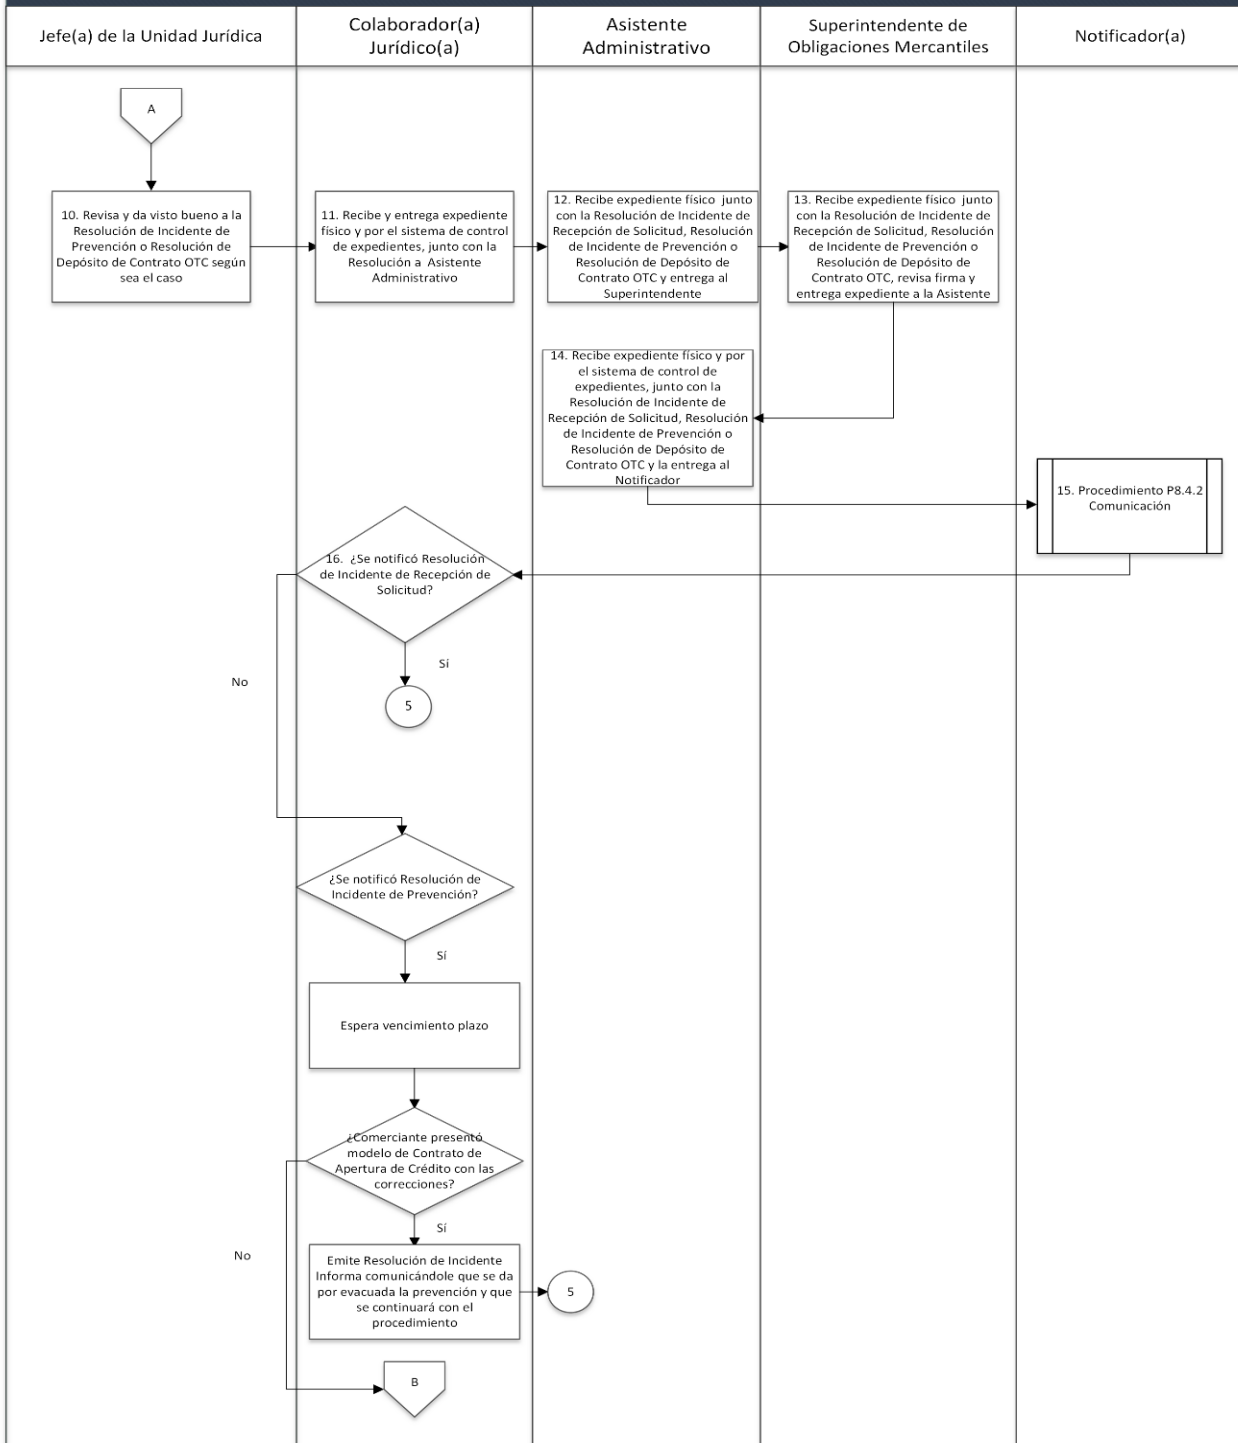 Jefe(a) de la Unidad Jurídica
Colaborador(a)
Jurídico(a)
Asistente
Administrativo
Superintendente de
Obligaciones Mercantiles
Notificador(a)
A
10. Revisa y da visto bueno a la
Resolución de Incidente de
Prevención o Resolución de
Depósito de Contrato OTC según
sea el caso
11. Recibe y entrega expediente
físico y por el sistema de control
de expedientes, junto con la
Resolución a Asistente
Administrativo
12. Recibe expediente físico junto
con la Resolución de Incidente de
Recepción de Solicitud, Resolución
de Incidente de Prevención o
Resolución de Depósito de
Contrato OTC y entrega al
Superintendente
13. Recibe expediente físico junto
con la Resolución de Incidente de
Recepción de Solicitud, Resolución
de Incidente de Prevención o
Resolución de Depósito de
Contrato OTC, revisa firma y
entrega expediente a la Asistente
14. Recibe expediente físico y por
el sistema de control de
expedientes, junto con la
Resolución de Incidente de
Recepción de Solicitud, Resolución
de Incidente de Prevención o
Resolución de Depósito de
Contrato OTC y la entrega al
Notificador
15. Procedimiento P8.4.2
Comunicación
16. ¿Se notificó Resolución
de Incidente de Recepción de
Solicitud?
Sí
No
5
¿Se notificó Resolución de
Incidente de Prevención?
Sí
Espera vencimiento plazo
¿Comerciante presentó
modelo de Contrato de
Apertura de Crédito con las
correcciones?
Sí
No
Emite Resolución de Incidente
Informa comunicándole que se da
por evacuada la prevención y que
se continuará con el
procedimiento
5
B